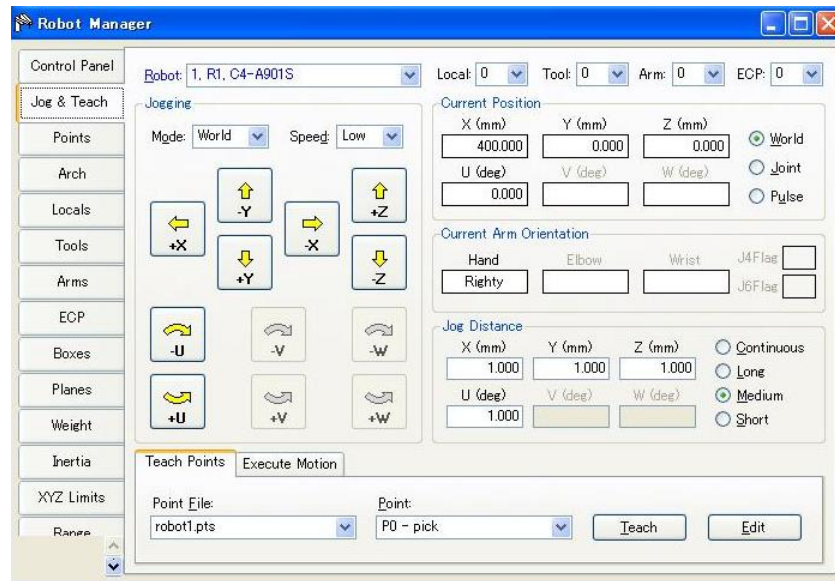 Robot Manager
Control Panel
Jog & Teach
Points
Arch
Locals
Tools
Arms
ECP
Boxes
Planes
Weight
Inertia
XYZ Limits
Range
Robot: 1, R1, C4-A901S
Local: 0 Tool: 0 Arm: 0 ECP: 0
Jogging
Mode: World Speed: Low
-Y +Z
+X -X
+Y -Z
-U -V -W
+U +V +W
Current Position
X (mm) Y (mm) Z (mm)
400.000 0.000 0.000
U (deg) V (deg) W (deg)
0.000
World
Joint
Pulse
Current Arm Orientation
Hand Elbow Wrist J4Flag
Righty J6Flag
Jog Distance
X (mm) Y (mm) Z (mm)
1.000 1.000 1.000
U (deg) V (deg) W (deg)
1.000
Continuous
Long
Medium
Short
Teach Points Execute Motion
Point File: Point:
robot1.pts P0 - pick Teach Edit